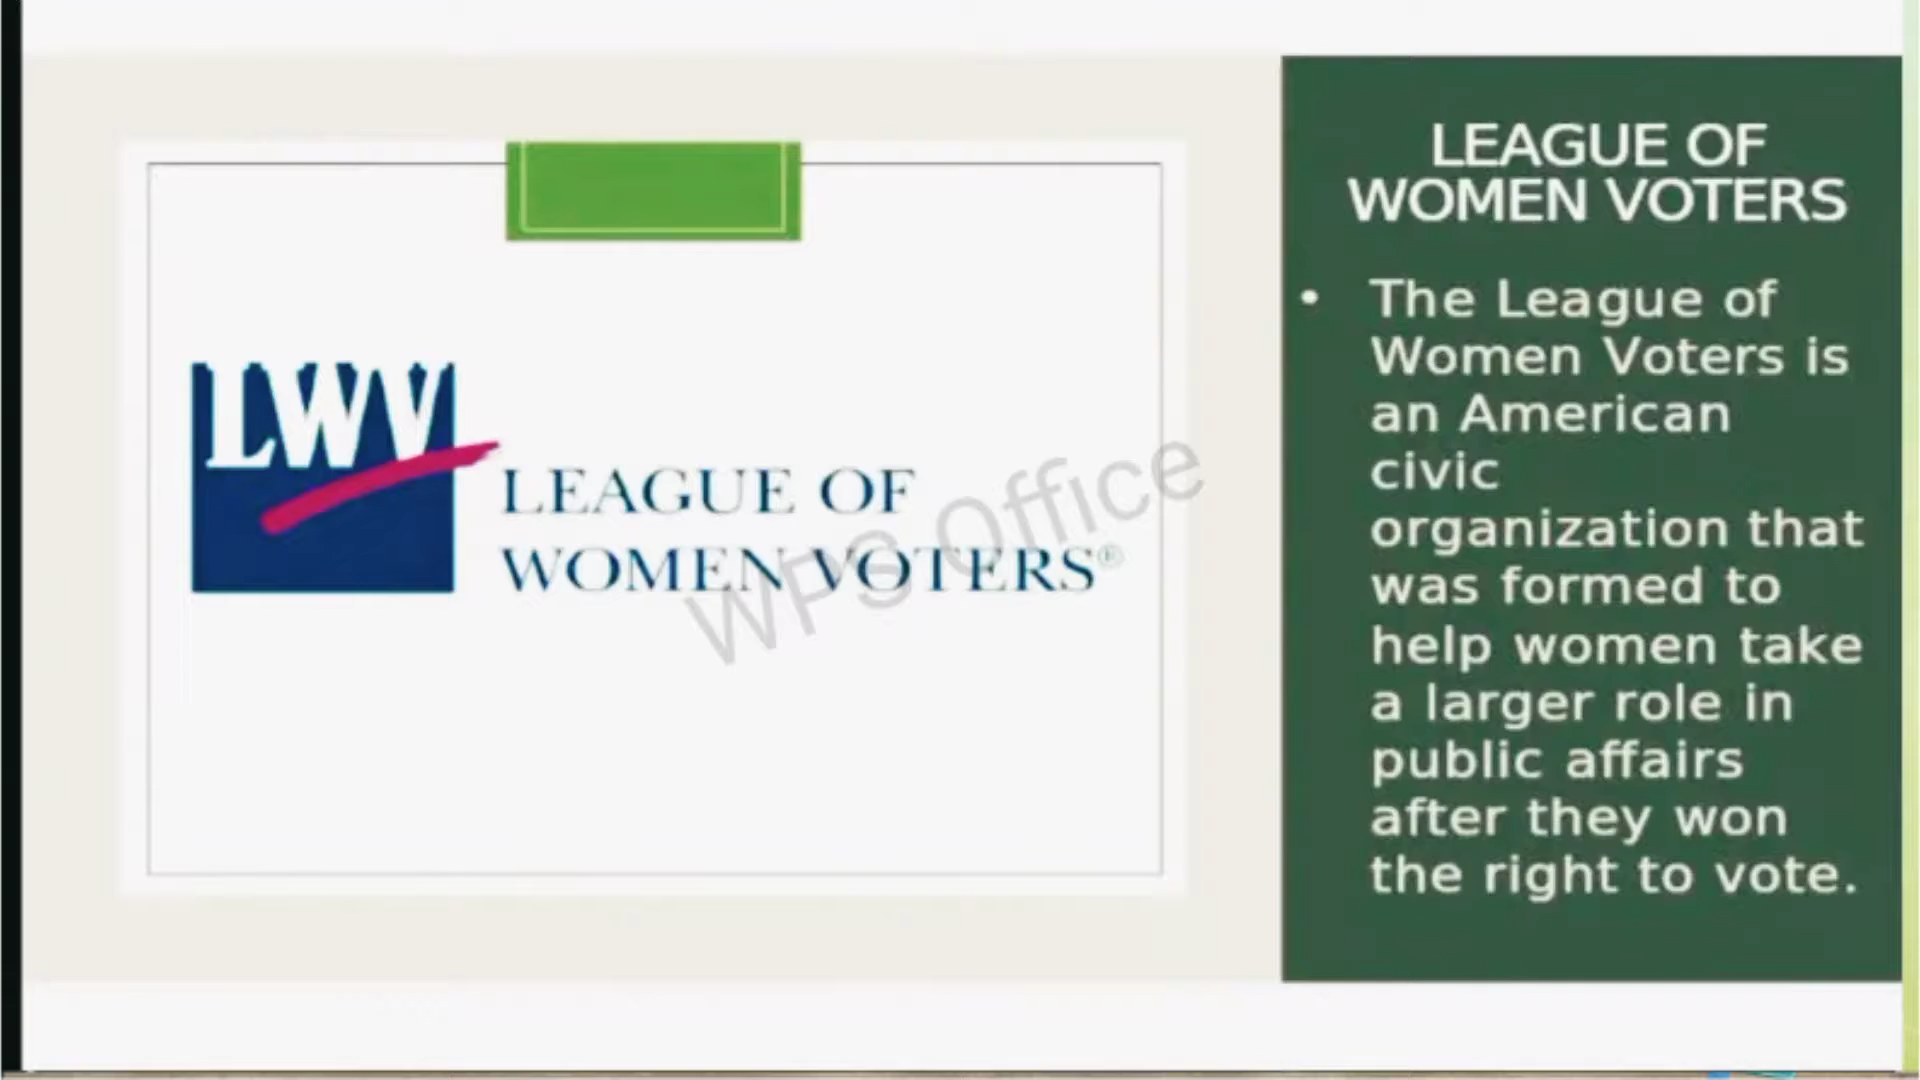 LWV
LEAGUE OF
WOMEN VOTERS®
WPS Office
LEAGUE OF
WOMEN VOTERS
• The League of
Women Voters is
an American
civic
organization that
was formed to
help women take
a larger role in
public affairs
after they won
the right to vote.